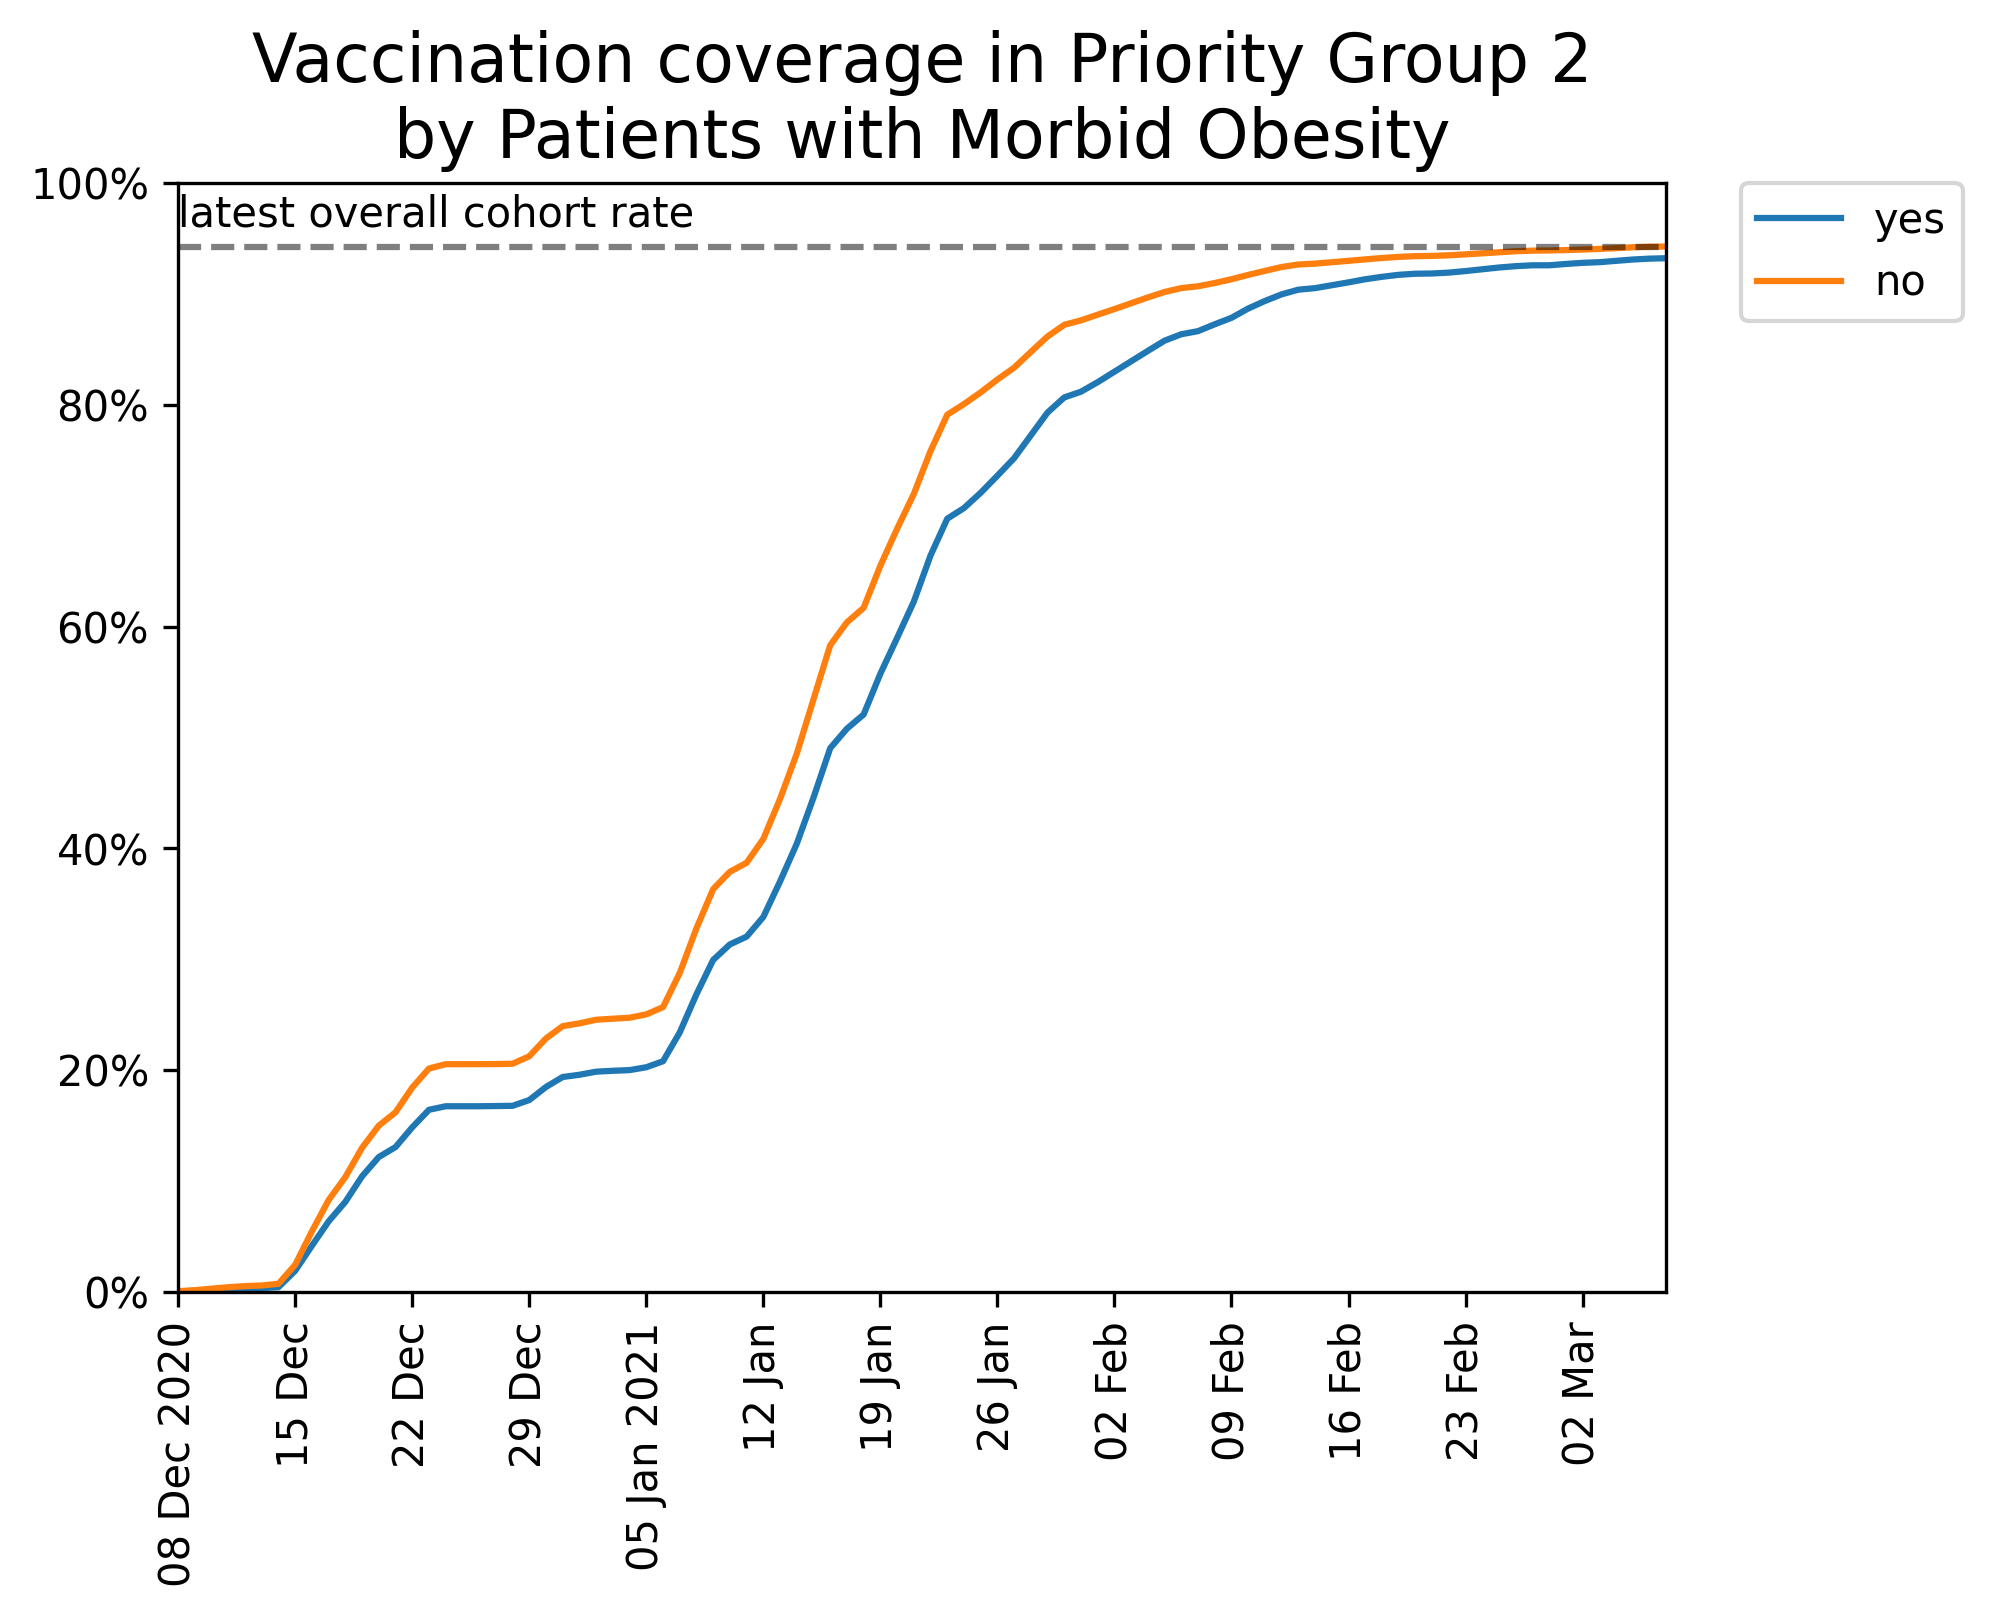 Vaccination coverage in Priority Group 2
by Patients with Morbid Obesity
100%
latest overall cohort rate
yes
no
80%
60%
40%
20%
0%
08 Dec 2020
15 Dec
22 Dec
29 Dec
05 Jan 2021
12 Jan
19 Jan
26 Jan
02 Feb
09 Feb
16 Feb
23 Feb
02 Mar